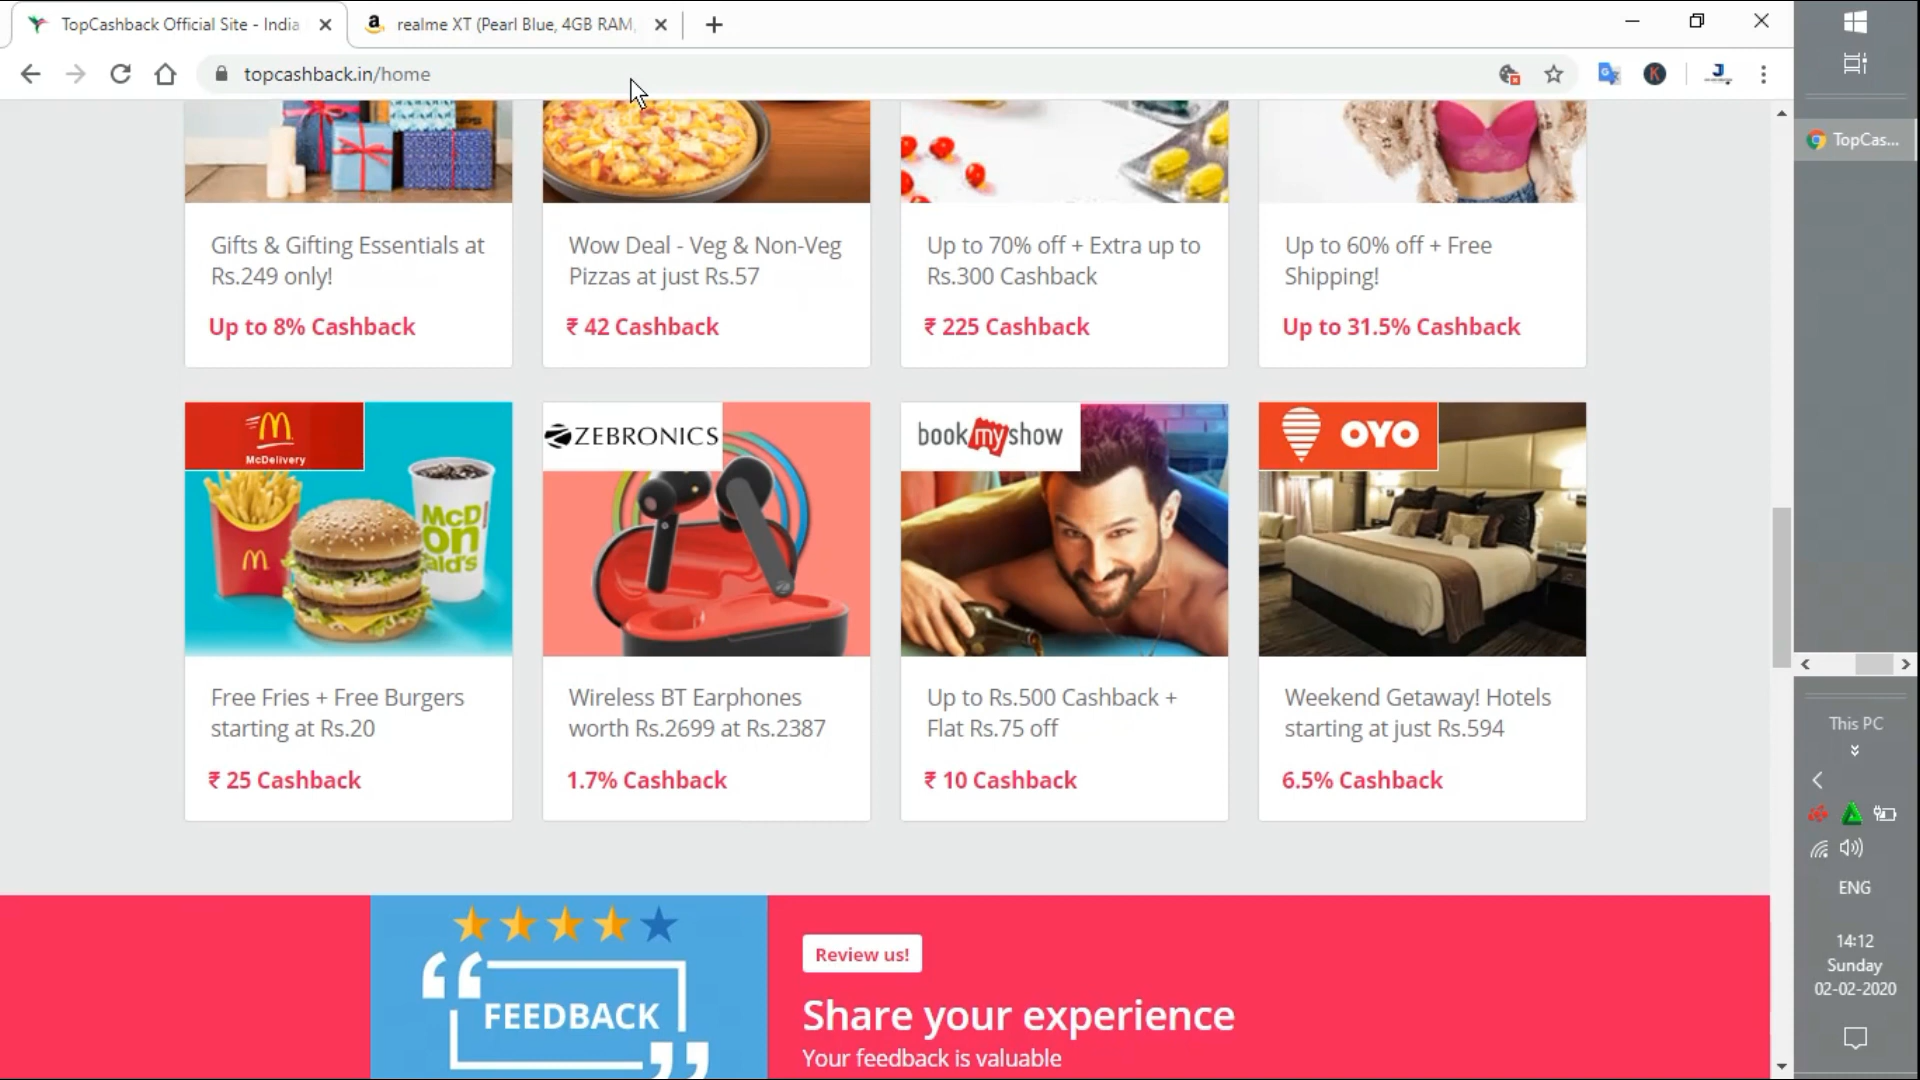 TopCashback Official Site - India
realme XT (Pearl Blue, 4GB RAM,
topcashback.in/home
TopCas...
Gifts & Gifting Essentials at
Rs.249 only!
Up to 8% Cashback
Wow Deal - Veg & Non-Veg
Pizzas at just Rs.57
₹ 42 Cashback
Up to 70% off + Extra up to
Rs.300 Cashback
₹ 225 Cashback
Up to 60% off + Free
Shipping!
Up to 31.5% Cashback
McDelivery
McD
on
ald's
Free Fries + Free Burgers
starting at Rs.20
₹ 25 Cashback
ZEBRONICS
Wireless BT Earphones
worth Rs.2699 at Rs.2387
1.7% Cashback
bookmyshow
Up to Rs.500 Cashback +
Flat Rs.75 off
₹ 10 Cashback
OYO
Weekend Getaway! Hotels
starting at just Rs.594
6.5% Cashback
FEEDBACK
Review us!
Share your experience
Your feedback is valuable
This PC
ENG
14:12
Sunday
02-02-2020